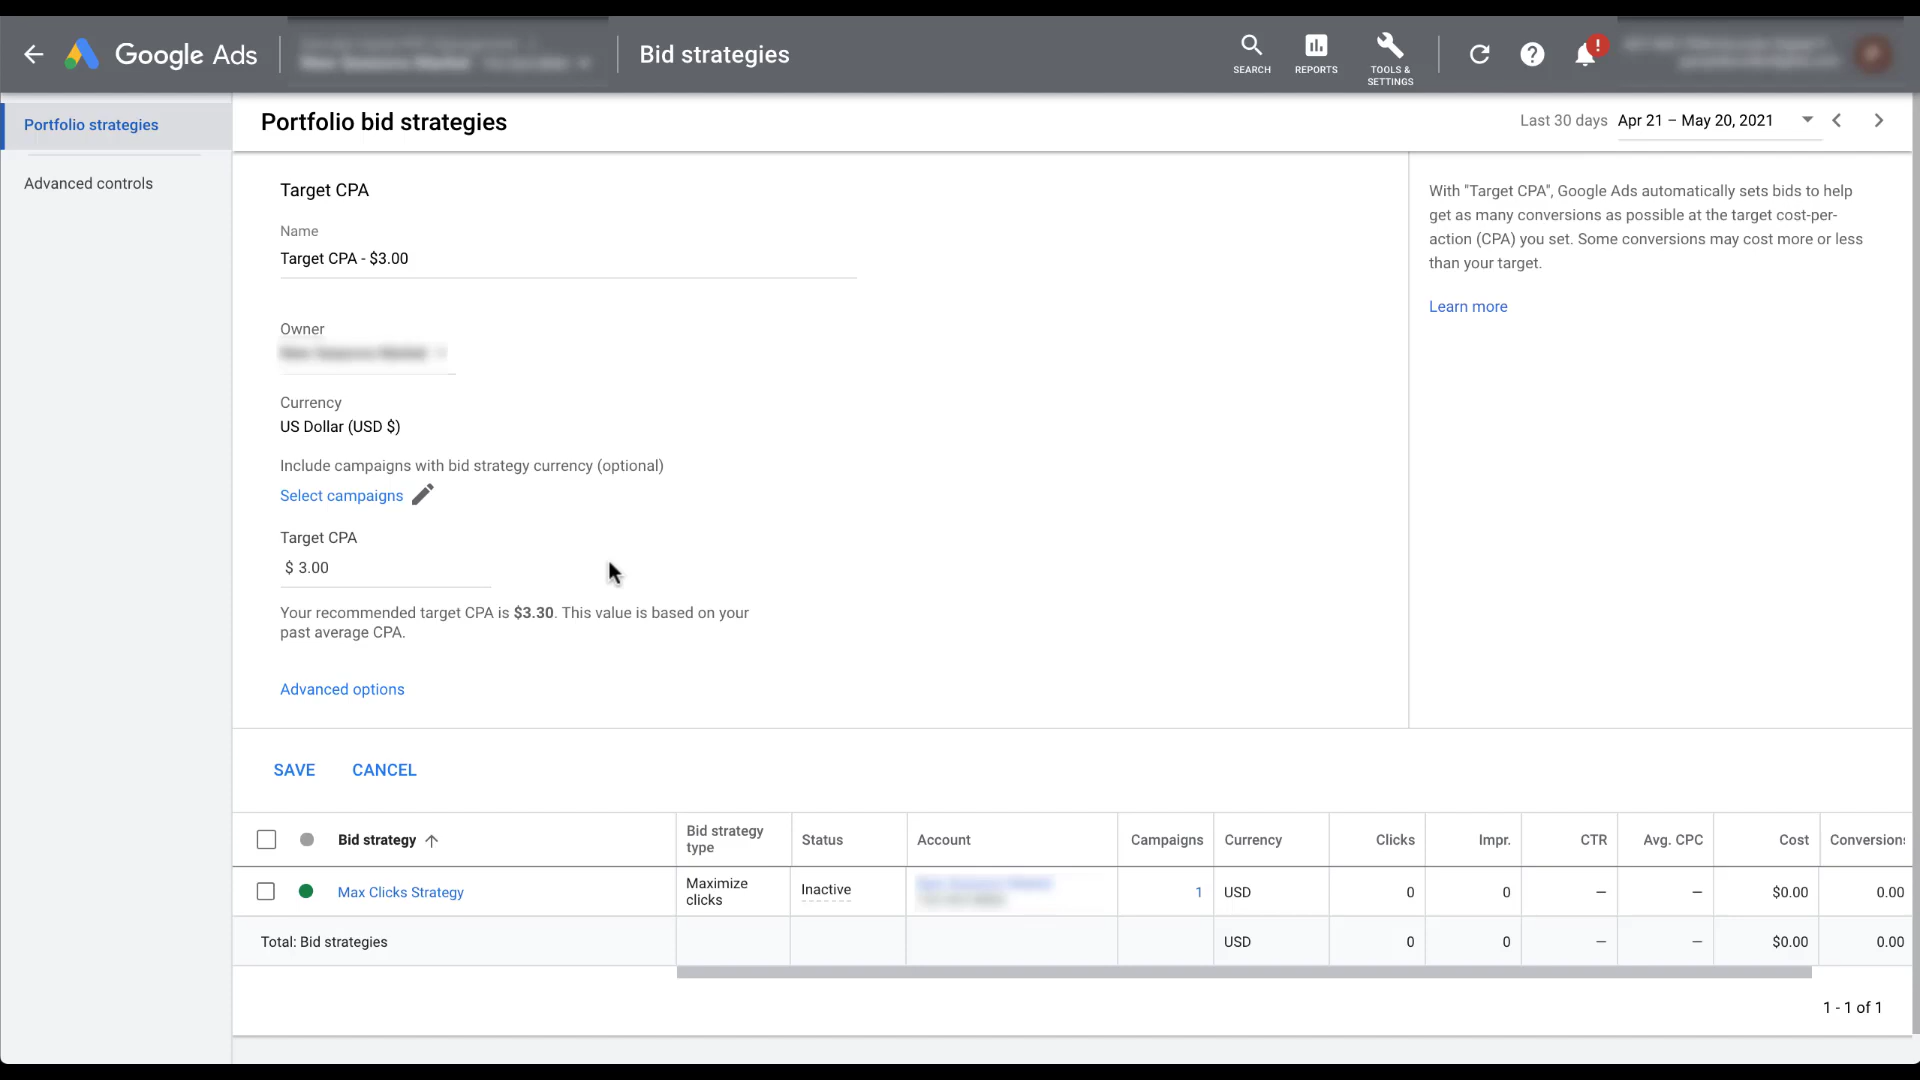 Google Ads
Bid strategies
SEARCH
REPORTS
TOOLS &
SETTINGS
!
Portfolio strategies
Advanced controls
Portfolio bid strategies
Last 30 days Apr 21 – May 20, 2021
Target CPA
Name
Target CPA - $3.00
Owner
Currency
US Dollar (USD $)
Include campaigns with bid strategy currency (optional)
Select campaigns
Target CPA
$ 3.00
Your recommended target CPA is $3.30. This value is based on your
past average CPA.
Advanced options
With "Target CPA", Google Ads automatically sets bids to help
get as many conversions as possible at the target cost-per-
action (CPA) you set. Some conversions may cost more or less
than your target.
Learn more
SAVE CANCEL
Bid strategy Bid strategy type Status Account Campaigns Currency Clicks Impr. CTR Avg. CPC Cost Conversions
Max Clicks Strategy Maximize clicks Inactive 1 USD 0 0 – – $0.00 0.00
Total: Bid strategies USD 0 0 – – $0.00 0.00
1 - 1 of 1